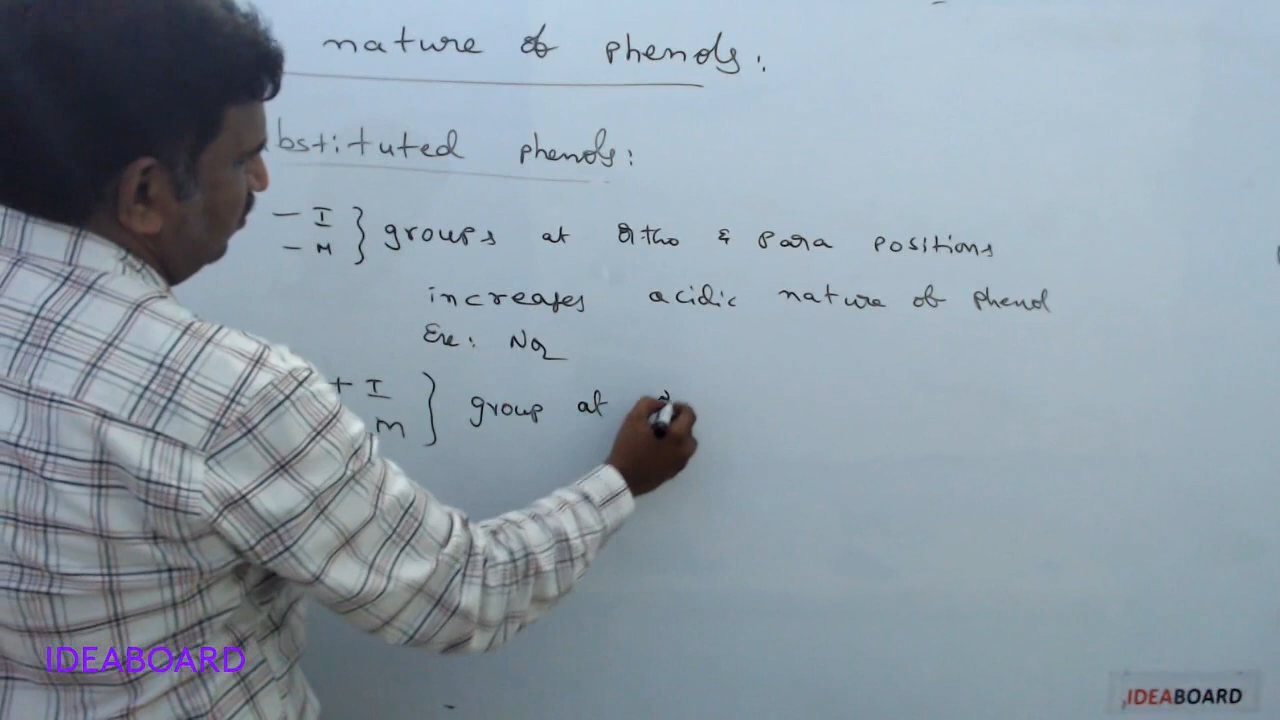 nature of phenols:
bstituted phenols:
- I
- M } groups at Ortho & Para positions
increases acidic nature of phenol
Ex: NO2
+ I
M } group at
IDEABOARD
IDEABOARD